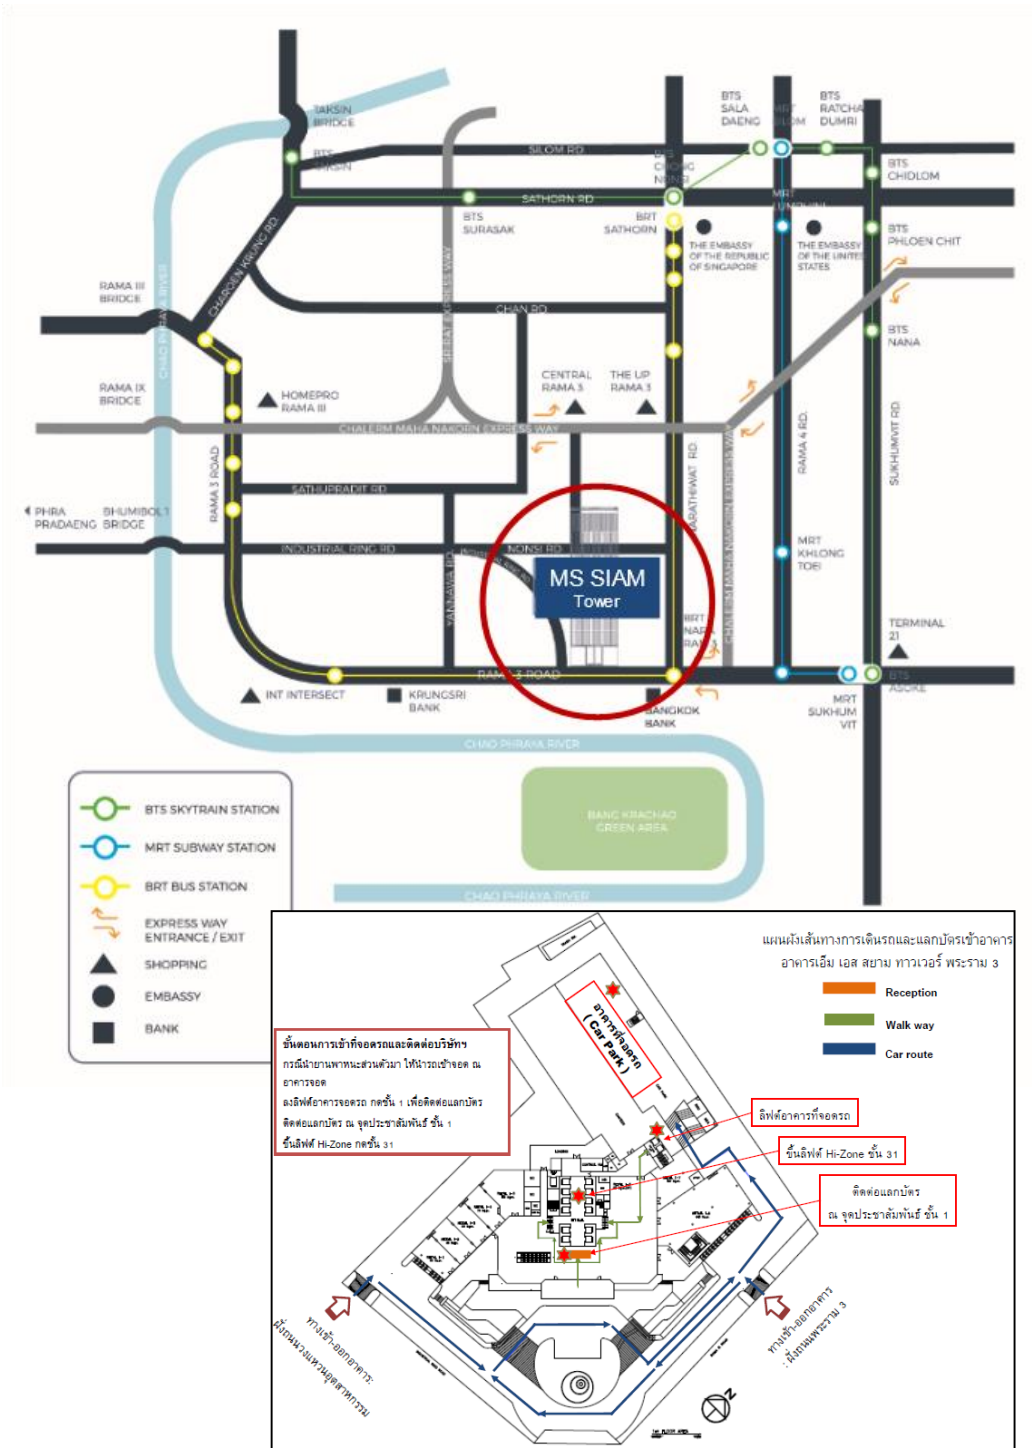 TAKSIN
BRIDGE
BTS
TAKSIN
SILOM RD.
SATHORN RD
BTS
SURASAK
BTS
CHONG
NONSI
BRT
SATHORN
BTS
SALA
DAENG
MRT
SILOM
BTS
RATCHA
DUMRI
BTS
CHIDLOM
MRT
LUMPHINI
THE EMBASSY
OF THE REPUBLIC
OF SINGAPORE
THE EMBASSY
OF THE UNITED
STATES
BTS
PHLOEN CHIT
BTS
NANA
CHAROEN KRUNG RD.
RAMA III
BRIDGE
CHAO PHRAYA RIVER
SRI RAT EXPRESS WAY
CHAN RD.
RAMA IX
BRIDGE
HOMEPRO
RAMA III
CENTRAL
RAMA 3
THE UP
RAMA 3
CHALERM MAHA NAKORN EXPRESS WAY
RAMA 3 ROAD
SATHUPRADIT RD
PHRA
PRADAENG
BHUMIBOL 1
BRIDGE
INDUSTRIAL RING RD
NONSI RD.
YANNAWA RD.
MS SIAM
Tower
NARATHIWAT RD.
CHALERM MAHA NAKORN EXPRESS WAY
RAMA 4 RD.
SUKHUMVIT RD.
MRT
KHLONG
TOEI
BRT
NARA
RAM 3
TERMINAL
21
RAMA 3 ROAD
INT INTERSECT
KRUNGSRI
BANK
BANGKOK
BANK
MRT
SUKHUM
VIT
BTS
ASOKE
CHAO PHRAYA RIVER
BANG KRACHAO
GREEN AREA
CHAO PHRAYA RIVER
BTS SKYTRAIN STATION
MRT SUBWAY STATION
BRT BUS STATION
EXPRESS WAY
ENTRANCE / EXIT
SHOPPING
EMBASSY
BANK
แผนผังเส้นทางการเดินรถและแลกบัตรเข้าอาคาร
อาคารเอ็ม เอส สยาม ทาวเวอร์ พระราม 3
Reception
Walk way
Car route
อาคารที่จอดรถ
( Car Park )
ขั้นตอนการเข้าที่จอดรถและติดต่อบริษัทฯ
กรณีนำยานพาหนะส่วนตัวมา ให้นำรถเข้าจอด ณ
อาคารจอด
ลงลิฟต์อาคารจอดรถ กดชั้น 1 เพื่อติดต่อแลกบัตร
ติดต่อแลกบัตร ณ จุดประชาสัมพันธ์ ชั้น 1
ขึ้นลิฟต์ Hi-Zone กดชั้น 31
ลิฟต์อาคารที่จอดรถ
ขึ้นลิฟต์ Hi-Zone ชั้น 31
ติดต่อแลกบัตร
ณ จุดประชาสัมพันธ์ ชั้น 1
ทางเข้า-ออกอาคาร:
ฝั่งถนนวงแหวนอุตสาหกรรม
ทางเข้า-ออกอาคาร
: ฝั่งถนนพระราม 3
N
1st FLOOR AREA